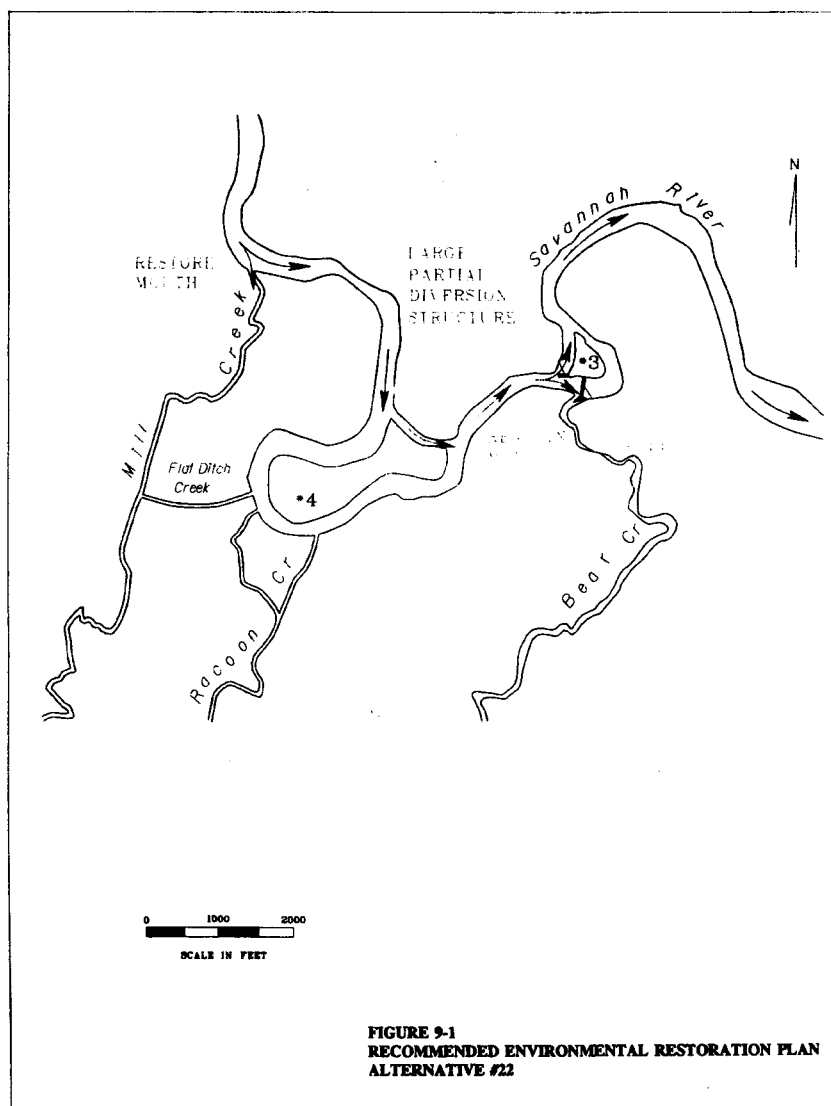 N
Savannah River
RESTORE
MOUTH
LARGE
PARTIAL
DIVERSION
STRUCTURE
Mill Creek
*3
Flat Ditch
Creek
*4
Racoon Cr
Bear Cr
0 1000 2000
SCALE IN FEET
FIGURE 9-1
RECOMMENDED ENVIRONMENTAL RESTORATION PLAN
ALTERNATIVE #22